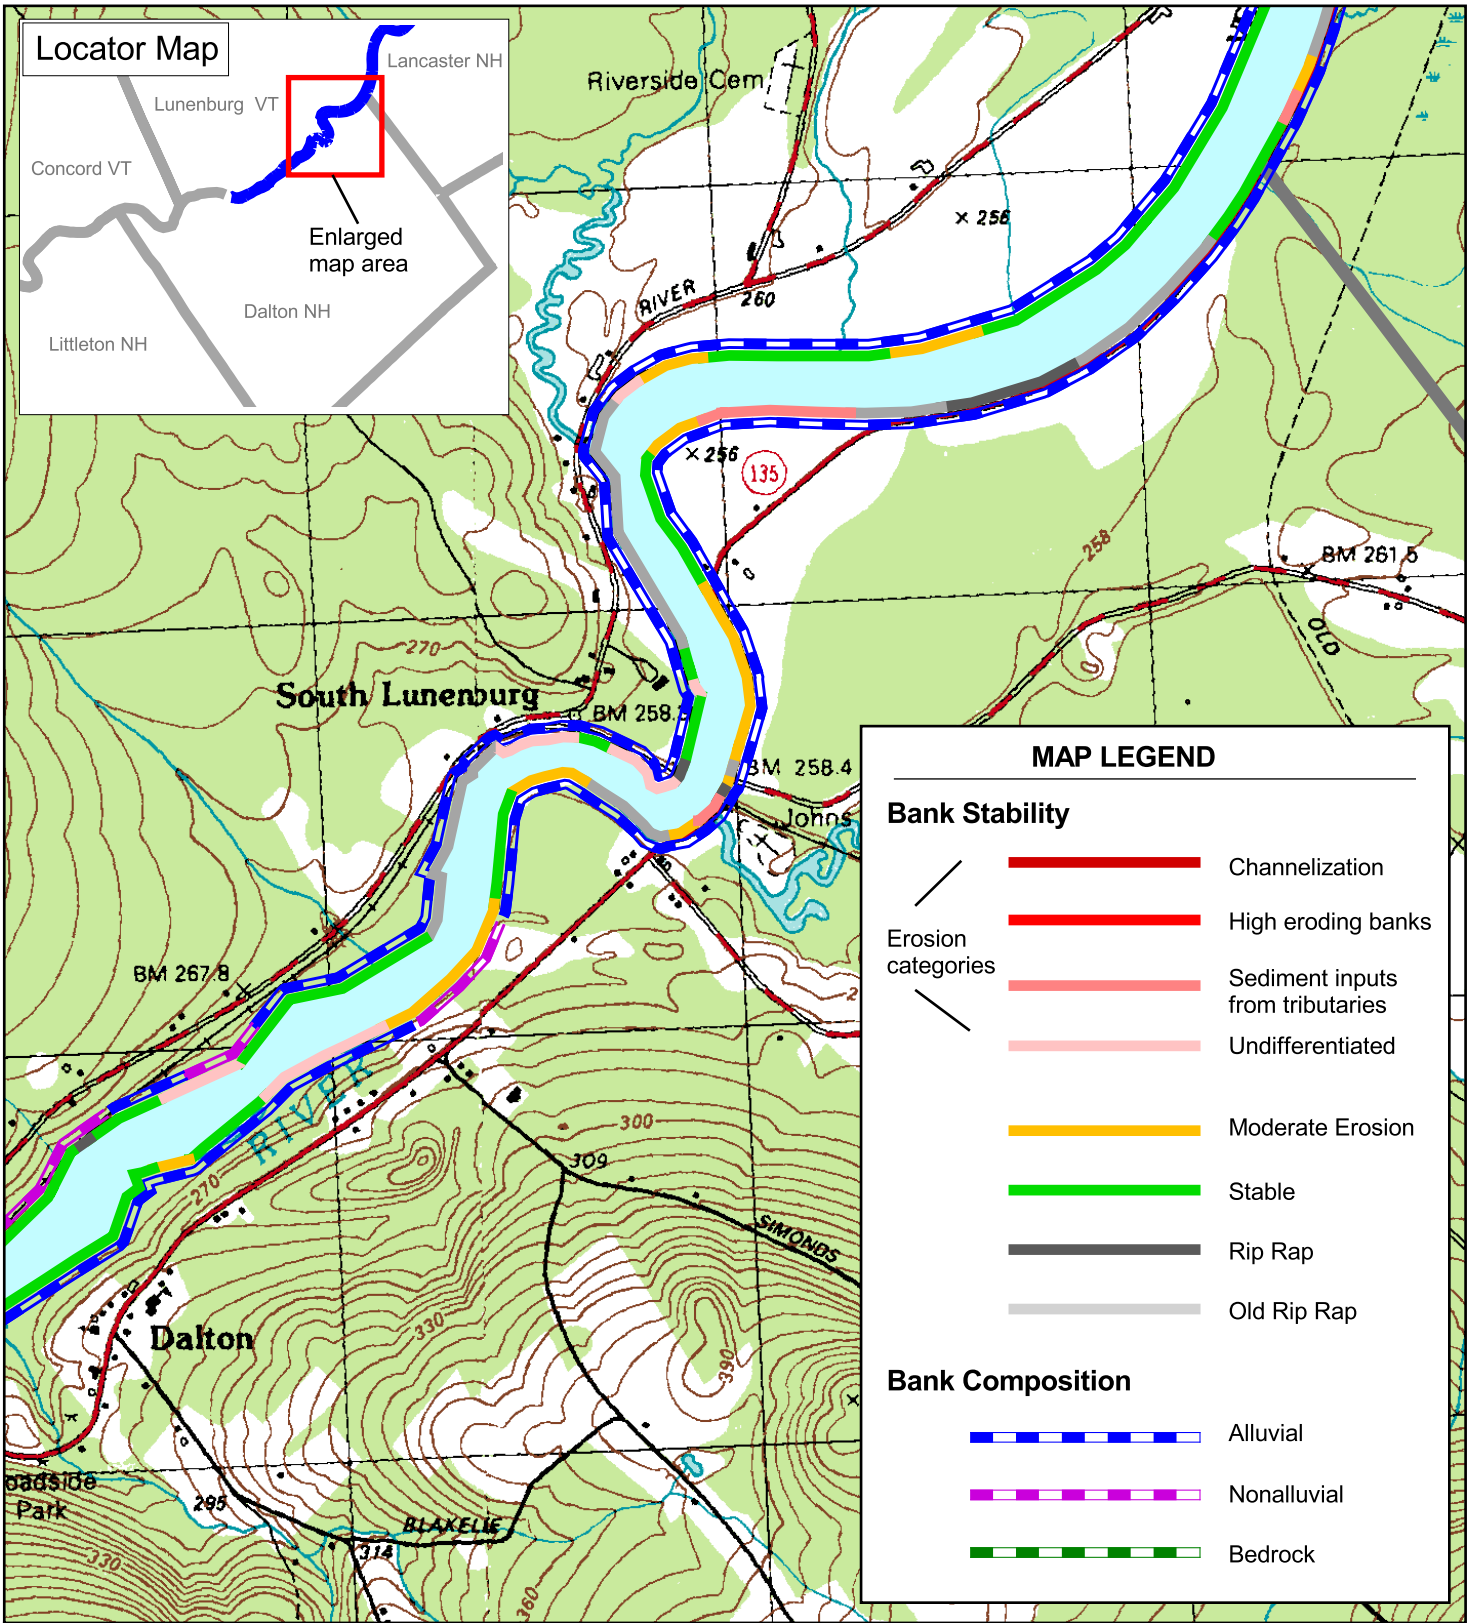 Locator Map
Lancaster NH
Lunenburg VT
Concord VT
Enlarged
map area
Dalton NH
Littleton NH
Riverside Cem
256
RIVER
260
256
135
258
BM 261.5
OLD
270
South Lunenburg
BM 258.
BM 258.4
Johns
BM 267.8
RIVER
270
300
309
SIMONDS
330
390
Dalton
oadside
Park
295
BLAKELIE
314
330
360
MAP LEGEND
Bank Stability
Channelization
High eroding banks
Erosion
categories
Sediment inputs
from tributaries
Undifferentiated
Moderate Erosion
Stable
Rip Rap
Old Rip Rap
Bank Composition
Alluvial
Nonalluvial
Bedrock